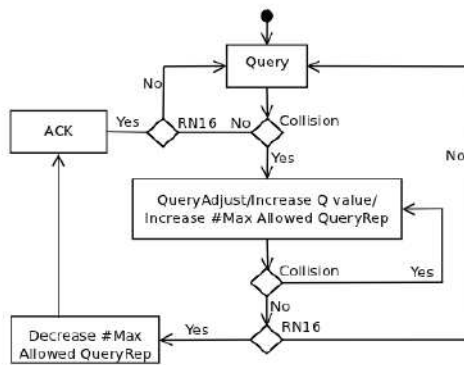 Query
No
Collision
Yes
RN16
No
ACK
Yes
No
QueryAdjust/Increase Q value/
Increase #Max Allowed QueryRep
Collision
Yes
No
Yes
RN16
Decrease #Max
Allowed QueryRep